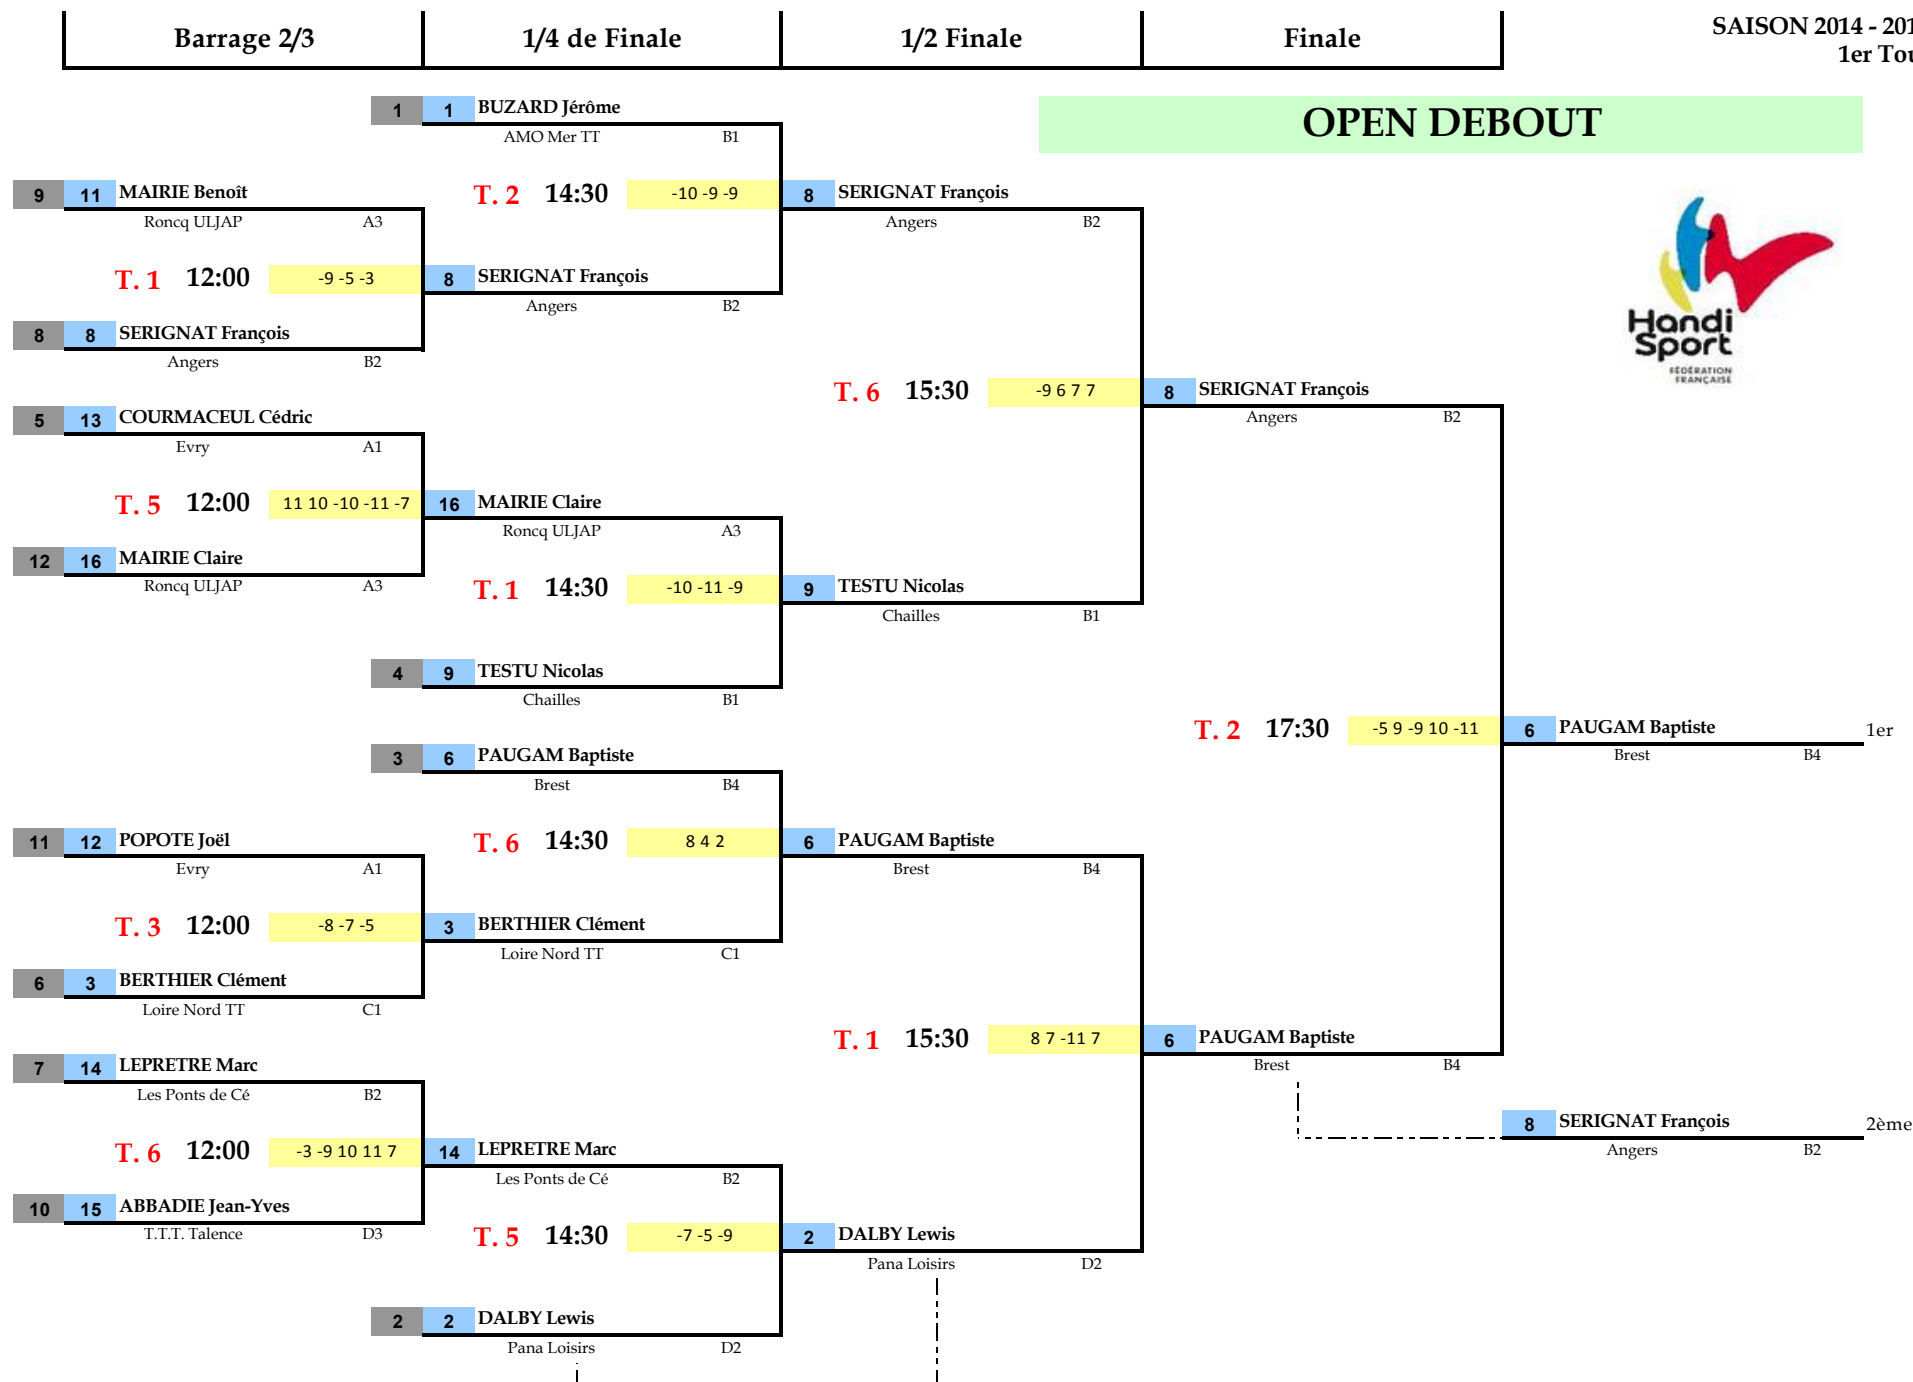 Barrage 2/3 1/4 de Finale 1/2 Finale Finale
SAISON 2014 - 201
1er Tou
OPEN DEBOUT
1 1 BUZARD Jérôme
AMO Mer TT B1
9 11 MAIRIE Benoît
Roncq ULJAP A3
T. 2 14:30 -10 -9 -9
8 SERIGNAT François
Angers B2
T. 1 12:00 -9 -5 -3
8 SERIGNAT François
Angers B2
8 8 SERIGNAT François
Angers B2
Handi
Sport
FÉDÉRATION
FRANÇAISE
T. 6 15:30 -9 6 7 7
8 SERIGNAT François
Angers B2
5 13 COURMACEUL Cédric
Evry A1
T. 5 12:00 11 10 -10 -11 -7
16 MAIRIE Claire
Roncq ULJAP A3
12 16 MAIRIE Claire
Roncq ULJAP A3
T. 1 14:30 -10 -11 -9
9 TESTU Nicolas
Chailles B1
4 9 TESTU Nicolas
Chailles B1
T. 2 17:30 -5 9 -9 10 -11
6 PAUGAM Baptiste 1er
Brest B4
3 6 PAUGAM Baptiste
Brest B4
11 12 POPOTE Joël
Evry A1
T. 6 14:30 8 4 2
6 PAUGAM Baptiste
Brest B4
T. 3 12:00 -8 -7 -5
3 BERTHIER Clément
Loire Nord TT C1
6 3 BERTHIER Clément
Loire Nord TT C1
T. 1 15:30 8 7 -11 7
6 PAUGAM Baptiste
Brest B4
7 14 LEPRETRE Marc
Les Ponts de Cé B2
8 SERIGNAT François 2ème
Angers B2
T. 6 12:00 -3 -9 10 11 7
14 LEPRETRE Marc
Les Ponts de Cé B2
10 15 ABBADIE Jean-Yves
T.T.T. Talence D3
T. 5 14:30 -7 -5 -9
2 DALBY Lewis
Pana Loisirs D2
2 2 DALBY Lewis
Pana Loisirs D2